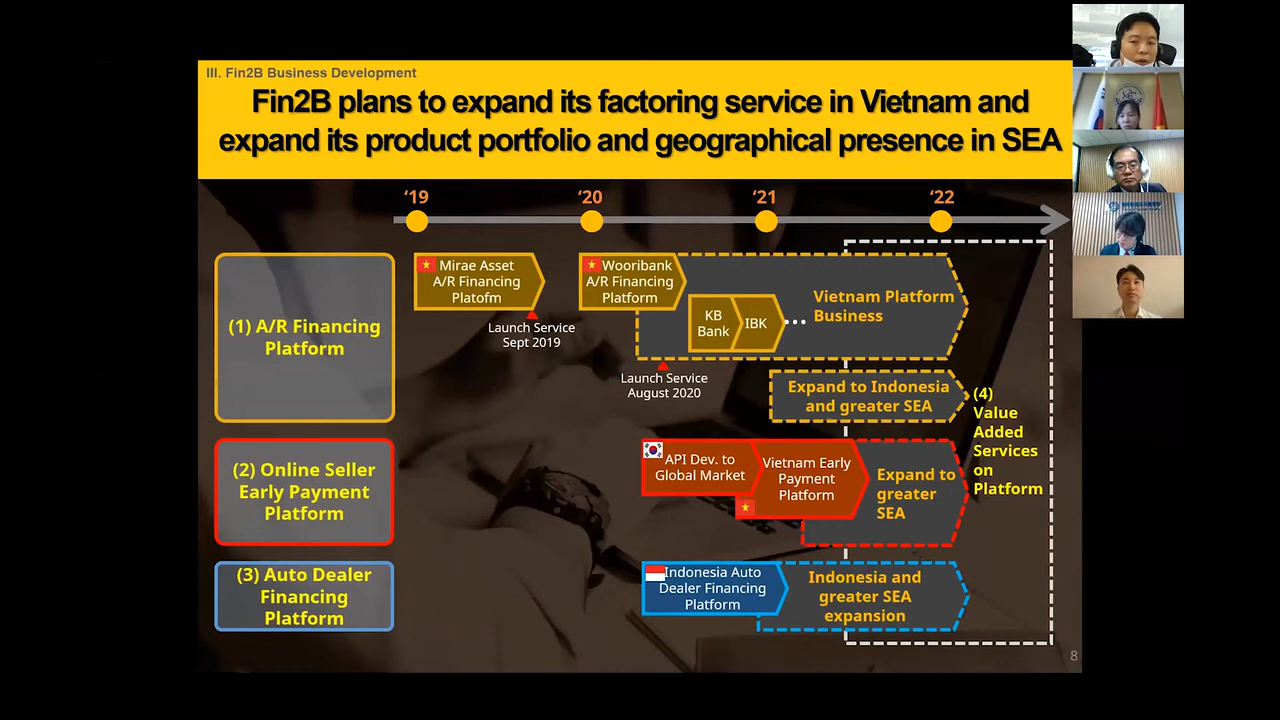 III. Fin2B Business Development
Fin2B plans to expand its factoring service in Vietnam and
expand its product portfolio and geographical presence in SEA
‘19
‘20
‘21
‘22
(1) A/R Financing
Platform
Mirae Asset
A/R Financing
Platofm
Launch Service
Sept 2019
Wooribank
A/R Financing
Platform
KB
Bank
IBK
...
Vietnam Platform
Business
Launch Service
August 2020
Expand to Indonesia
and greater SEA
(4)
Value
Added
Services
on
Platform
(2) Online Seller
Early Payment
Platform
API Dev. to
Global Market
Vietnam Early
Payment
Platform
Expand to
greater
SEA
(3) Auto Dealer
Financing
Platform
Indonesia Auto
Dealer Financing
Platform
Indonesia and
greater SEA
expansion
8